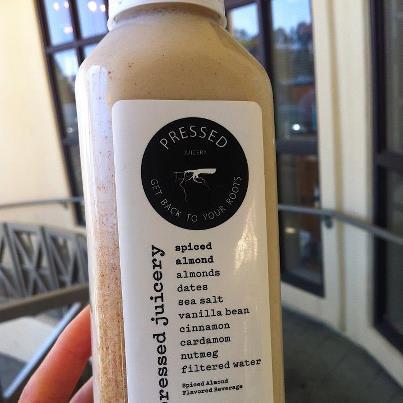 PRESSED
JUICERY
GET BACK TO YOUR ROOTS
pressed juicery
spiced
almond
almonds
dates
sea salt
vanilla bean
cinnamon
cardamom
nutmeg
filtered water
Spiced Almond
Flavored Beverage